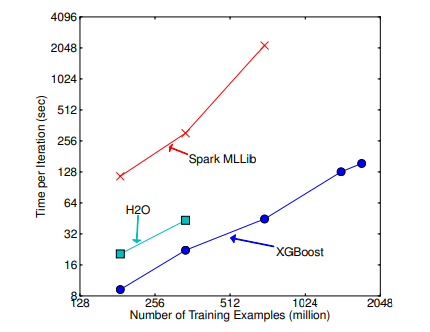 4096
2048
1024
512
256
128
64
32
16
8
Time per Iteration (sec)
Spark MLLib
H2O
XGBoost
128 256 512 1024 2048
Number of Training Examples (million)